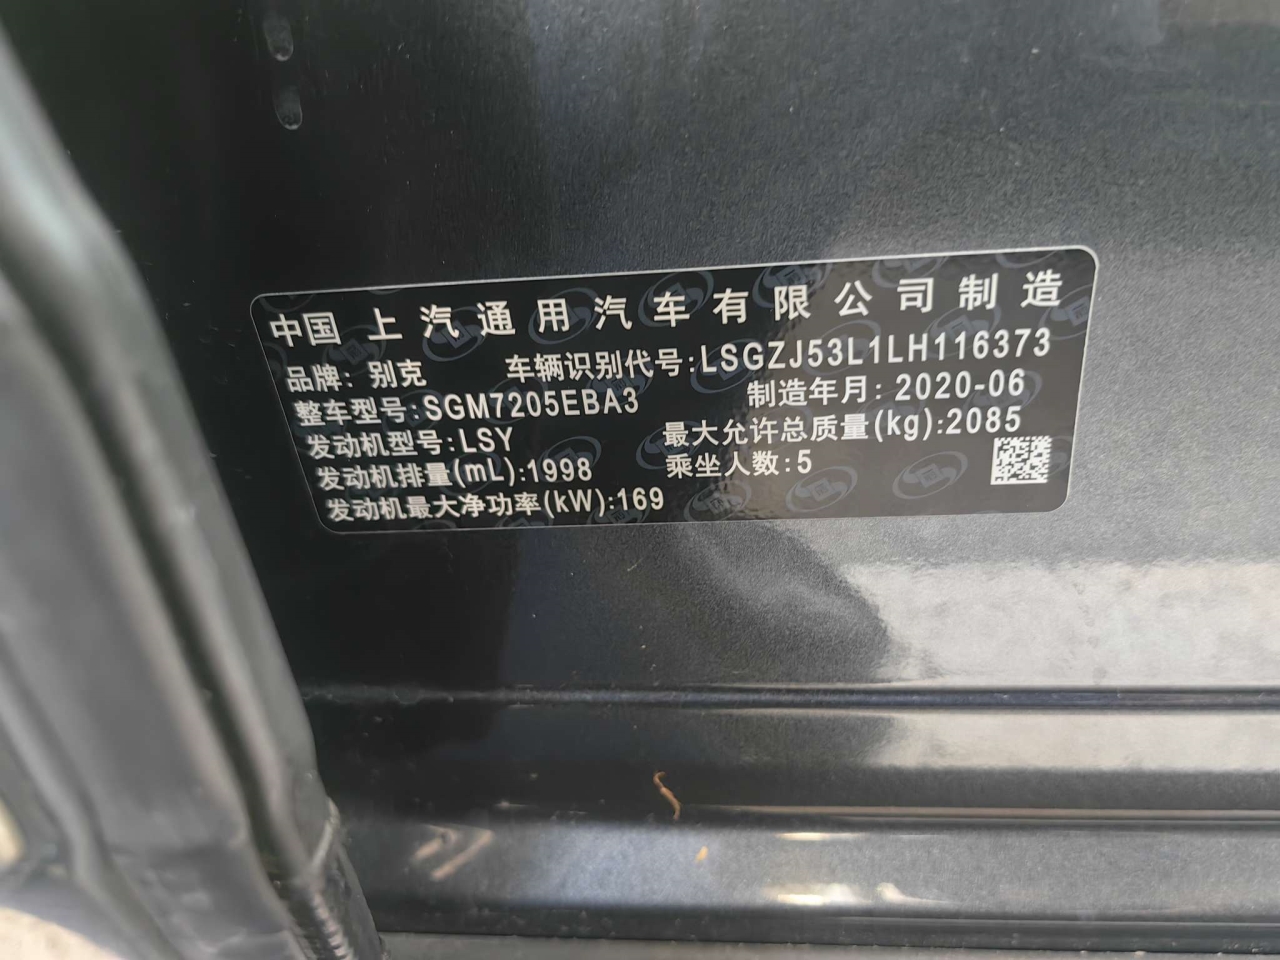 中国 上汽通用汽车有限公司制造
品牌: 别克 车辆识别代号:LSGZJ53L1LH116373
整车型号:SGM7205EBA3 制造年月: 2020-06
发动机型号:LSY 最大允许总质量(kg):2085
发动机排量(mL):1998 乘坐人数:5
发动机最大净功率(kW):169